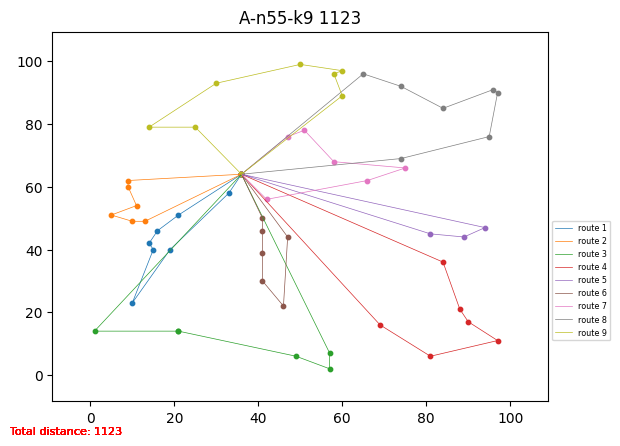 A-n55-k9 1123
100
80
60
40
20
0
0 20 40 60 80 100
route 1
route 2
route 3
route 4
route 5
route 6
route 7
route 8
route 9
Total distance: 1123